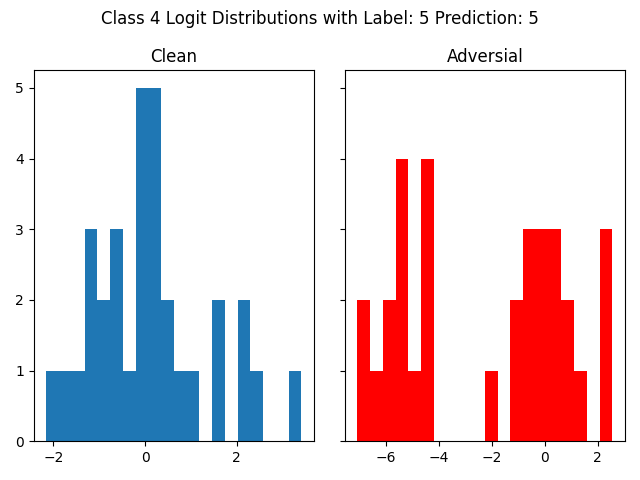 Class 4 Logit Distributions with Label: 5 Prediction: 5
Clean
Adversial
5
4
3
2
1
0
−2 0 2
−6 −4 −2 0 2